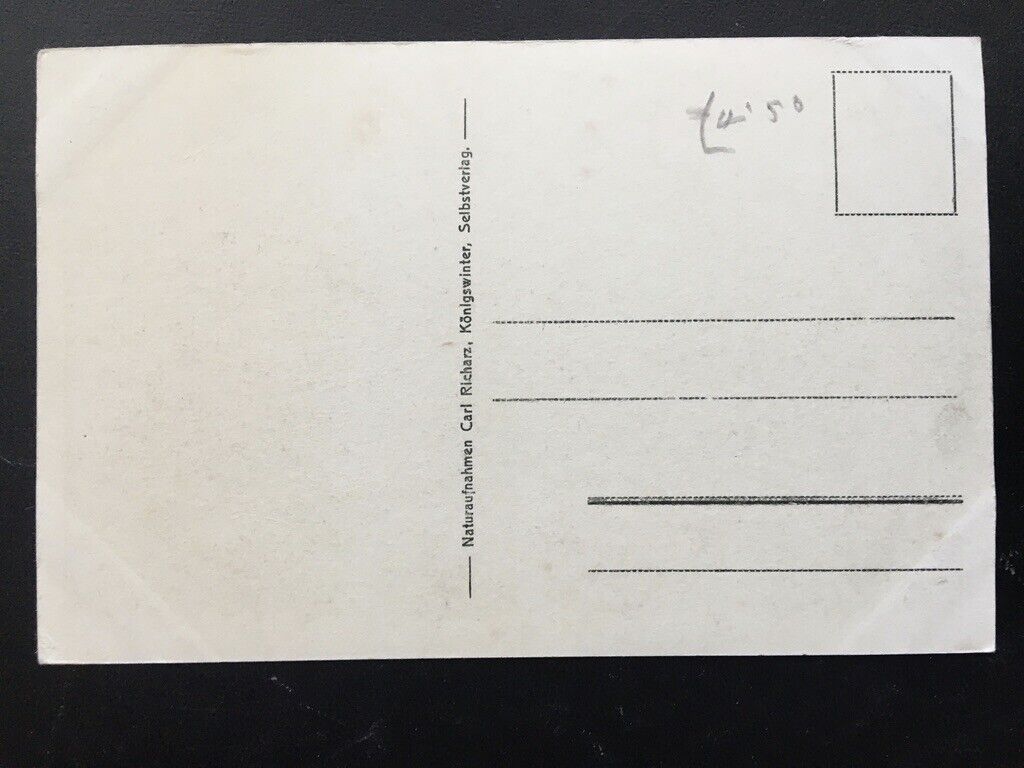 Naturaufnahmen Carl Richarz, Königswinter, Selbstverlag.
£4.50